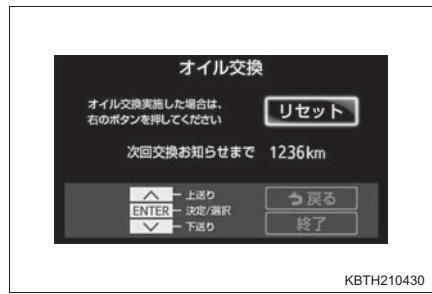 オイル交換
オイル交換実施した場合は、
右のボタンを押してください
リセット
次回交換お知らせまで 1236km
上送り
ENTER 決定/選択
下送り
戻る
終了
KBTH210430